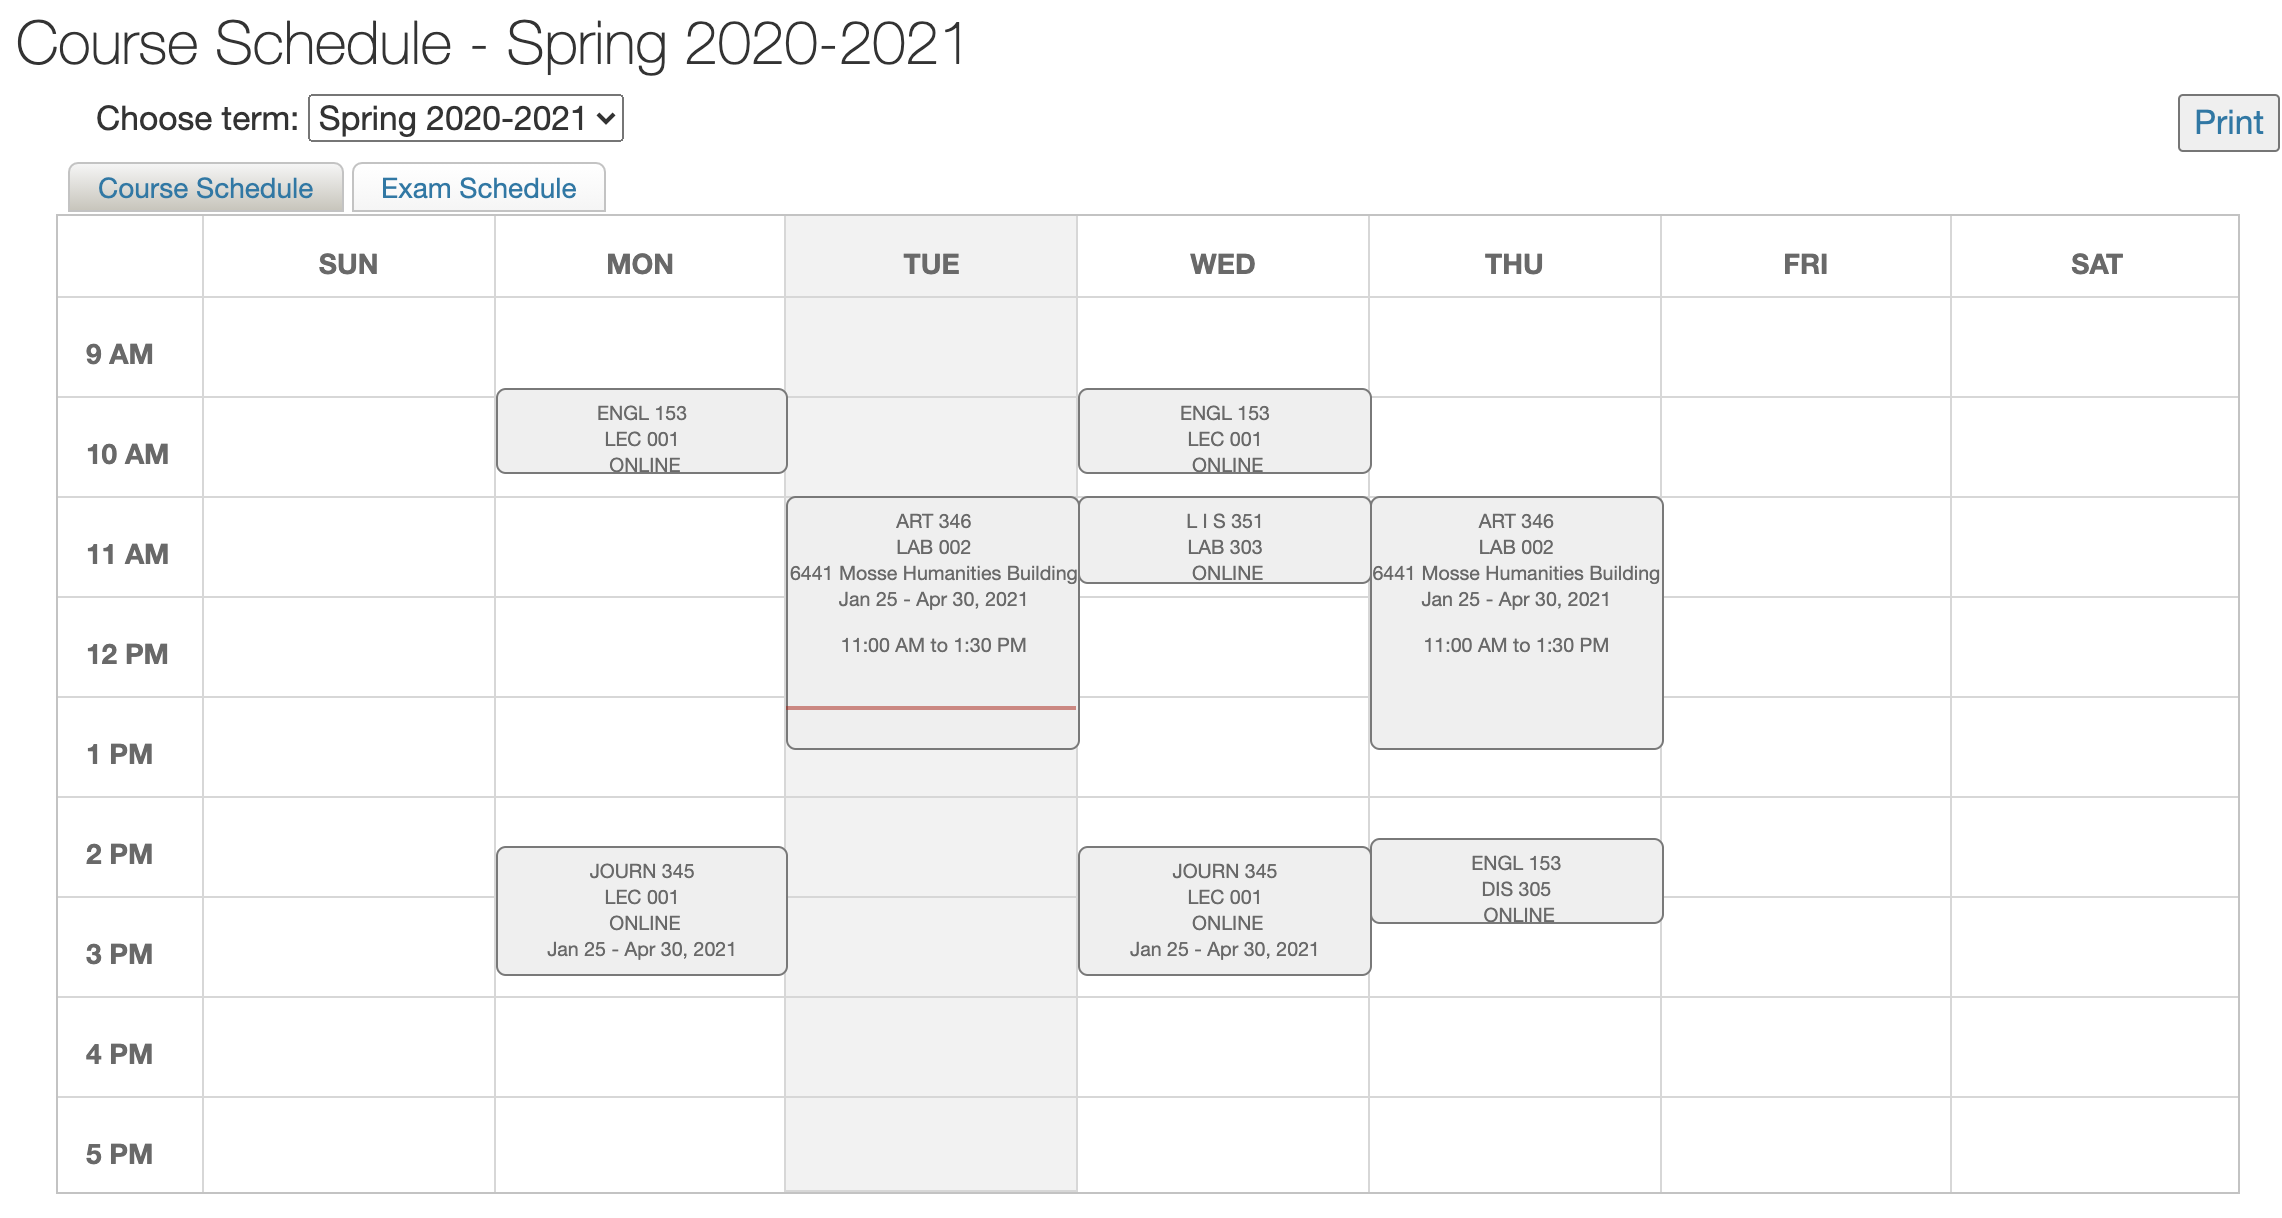 Course Schedule - Spring 2020-2021
Choose term: Spring 2020-2021
Print
Course Schedule
Exam Schedule
SUN MON TUE WED THU FRI SAT
9 AM
10 AM
11 AM
12 PM
1 PM
2 PM
3 PM
4 PM
5 PM
ENGL 153
LEC 001
ONLINE
JOURN 345
LEC 001
ONLINE
Jan 25 - Apr 30, 2021
ART 346
LAB 002
6441 Mosse Humanities Building
Jan 25 - Apr 30, 2021
11:00 AM to 1:30 PM
ENGL 153
LEC 001
ONLINE
L I S 351
LAB 303
ONLINE
JOURN 345
LEC 001
ONLINE
Jan 25 - Apr 30, 2021
ART 346
LAB 002
6441 Mosse Humanities Building
Jan 25 - Apr 30, 2021
11:00 AM to 1:30 PM
ENGL 153
DIS 305
ONLINE